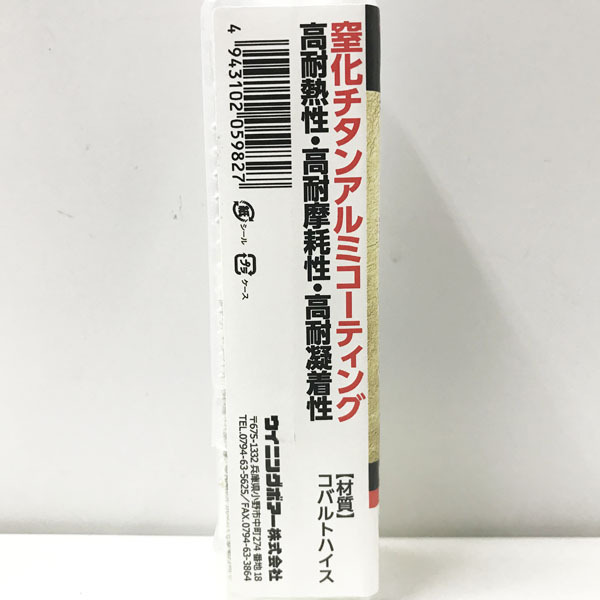 窒化チタンアルミコーティング
高耐熱性・高耐摩耗性・高耐凝着性
【材質】
コバルトハイス
4 943102 059827
紙
シール
プラ
ケース
ウイニングボアー株式会社
〒675-1332 兵庫県小野市中町274番地18
TEL.0794-63-5625／FAX.0794-63-3864